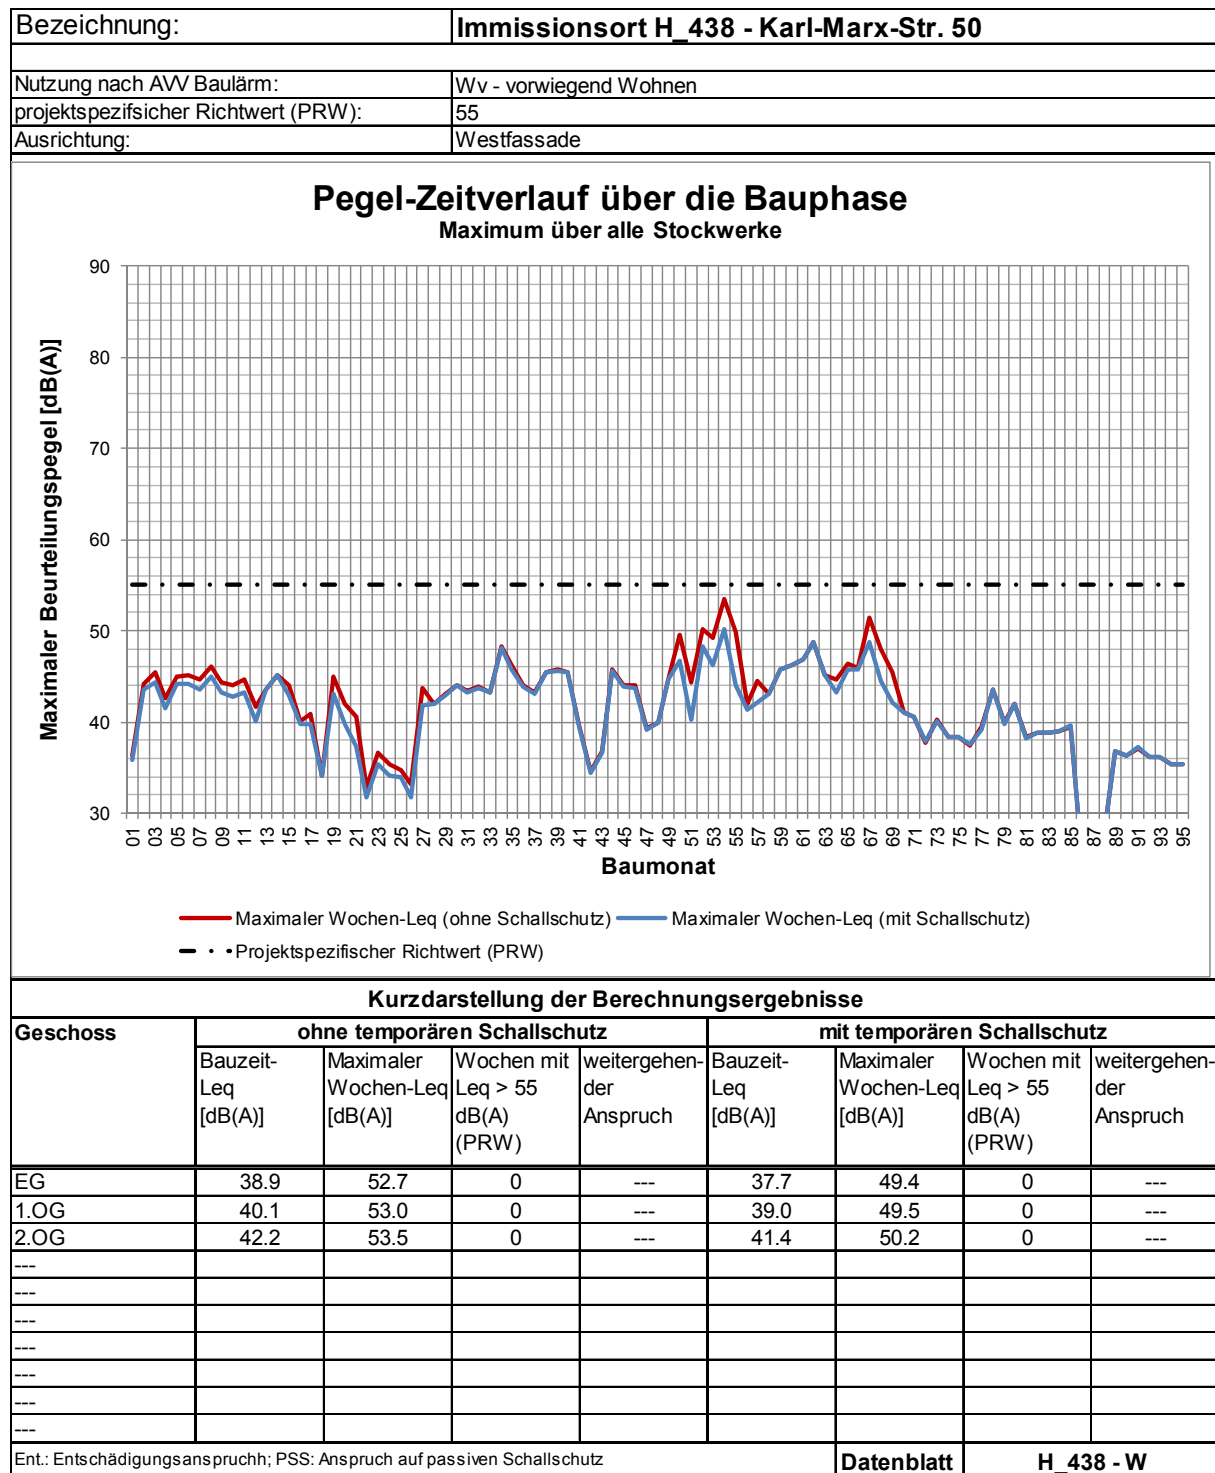 Bezeichnung: Immissionsort H_438 - Karl-Marx-Str. 50
Nutzung nach AVV Baulärm: Wv - vorwiegend Wohnen
projektspezifsicher Richtwert (PRW): 55
Ausrichtung: Westfassade
Pegel-Zeitverlauf über die Bauphase
Maximum über alle Stockwerke
Maximaler Beurteilungspegel [dB(A)]
90
80
70
60
50
40
30
01 03 05 07 09 11 13 15 17 19 21 23 25 27 29 31 33 35 37 39 41 43 45 47 49 51 53 55 57 59 61 63 65 67 69 71 73 75 77 79 81 83 85 87 89 91 93 95
Baumonat
Maximaler Wochen-Leq (ohne Schallschutz) Maximaler Wochen-Leq (mit Schallschutz)
Projektspezifischer Richtwert (PRW)
Kurzdarstellung der Berechnungsergebnisse
Geschoss ohne temporären Schallschutz mit temporären Schallschutz
Bauzeit- Maximaler Wochen mit weitergehen- Bauzeit- Maximaler Wochen mit weitergehen-
Leq Wochen-Leq Leq > 55 der Leq Wochen-Leq Leq > 55 der
[dB(A)] [dB(A)] dB(A) Anspruch [dB(A)] [dB(A)] dB(A) Anspruch
(PRW) (PRW)
EG 38.9 52.7 0 --- 37.7 49.4 0 ---
1.OG 40.1 53.0 0 --- 39.0 49.5 0 ---
2.OG 42.2 53.5 0 --- 41.4 50.2 0 ---
---
---
---
---
---
---
---
Ent.: Entschädigungsanspruchh; PSS: Anspruch auf passiven Schallschutz Datenblatt H_438 - W